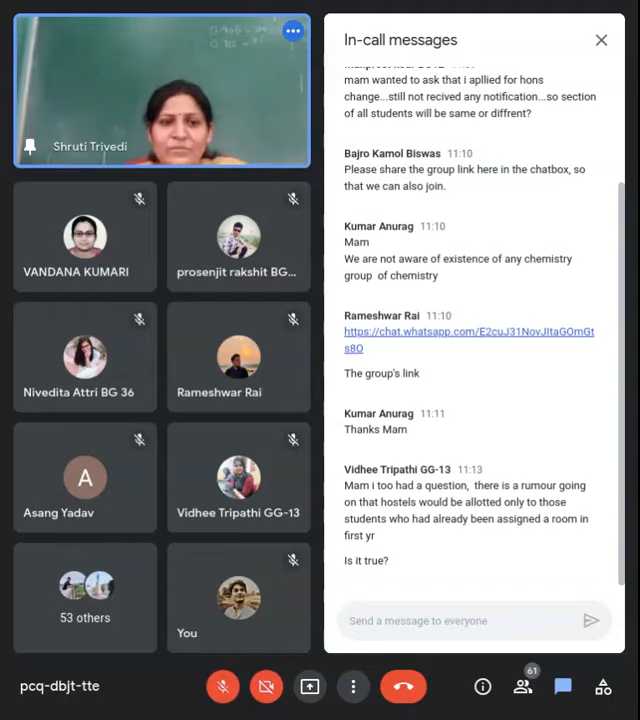 Shruti Trivedi
VANDANA KUMARI
prosenjit rakshit BG...
Nivedita Attri BG 36
Rameshwar Rai
A
Asang Yadav
Vidhee Tripathi GG-13
53 others
You
In-call messages
mam wanted to ask that i apllied for hons
change...still not recived any notification...so section
of all students will be same or diffrent?
Bajro Kamol Biswas 11:10
Please share the group link here in the chatbox, so
that we can also join.
Kumar Anurag 11:10
Mam
We are not aware of existence of any chemistry
group of chemistry
Rameshwar Rai 11:10
https://chat.whatsapp.com/E2cuJ31NovJItaGOmGt
s8O
The group's link
Kumar Anurag 11:11
Thanks Mam
Vidhee Tripathi GG-13 11:13
Mam i too had a question, there is a rumour going
on that hostels would be allotted only to those
students who had already been assigned a room in
first yr
Is it true?
Send a message to everyone
pcq-dbjt-tte
61